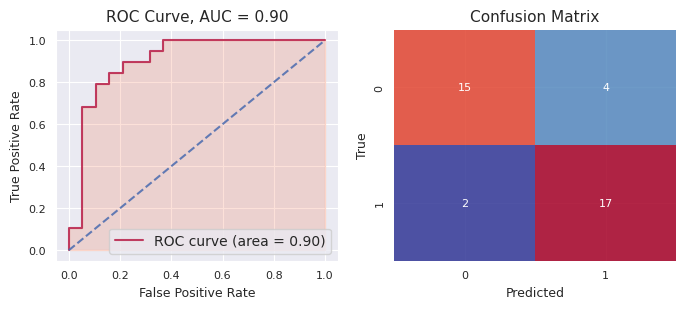 ROC Curve, AUC = 0.90
True Positive Rate
1.0
0.8
0.6
0.4
0.2
0.0
ROC curve (area = 0.90)
0.0 0.2 0.4 0.6 0.8 1.0
False Positive Rate
Confusion Matrix
True
0
15 4
1
2 17
0 1
Predicted